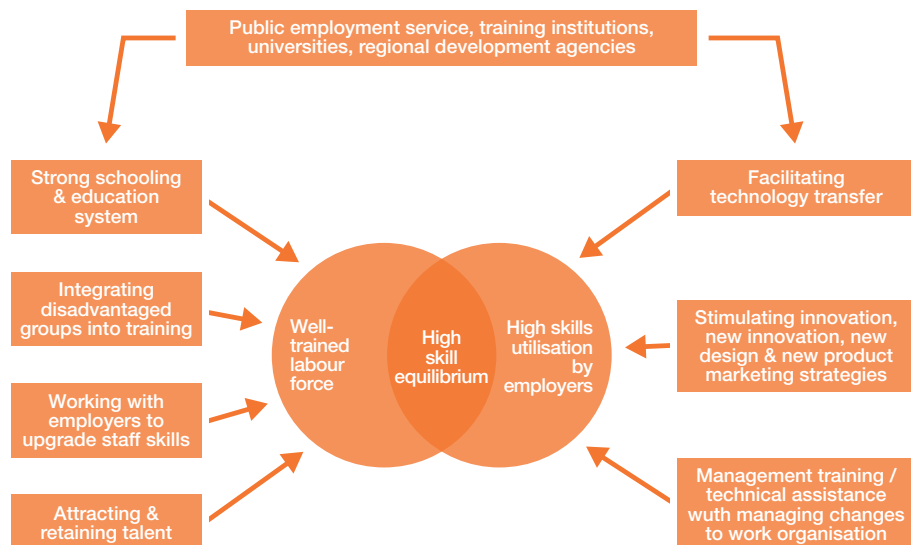 Public employment service, training institutions,
universities, regional development agencies
Strong schooling
& education
system
Integrating
disadvantaged
groups into training
Working with
employers to
upgrade staff skills
Attracting &
retaining talent
Well-
trained
labour
force
High
skill
equilibrium
High skills
utilisation
by
employers
Facilitating
technology transfer
Stimulating innovation,
new innovation, new
design & new product
marketing strategies
Management training /
technical assistance
wuth managing changes
to work organisation